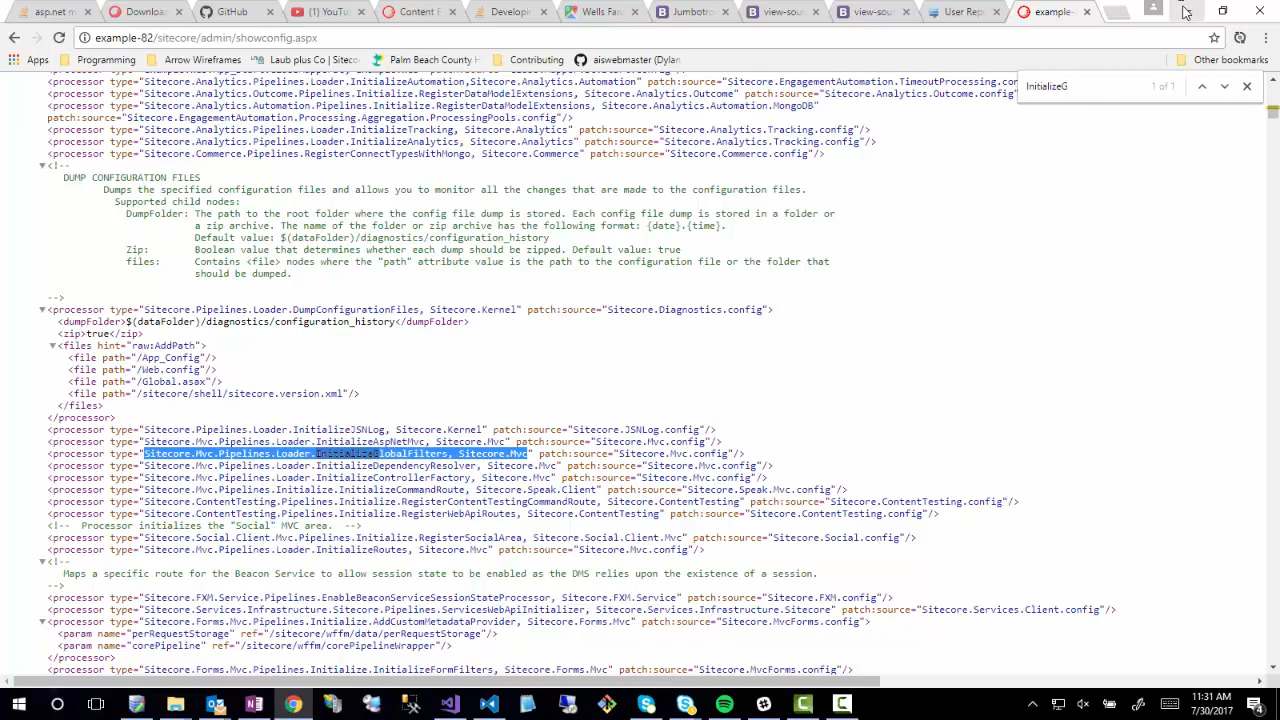 asp.net m
Download
GitHub
(1) YouTu
Content E
Developin
Wells Fan
Jumbotro
view-sour
view-sour
User Rep
example-
example-82/sitecore/admin/showconfig.aspx
Apps
Programming
Arrow Wireframes
Laub plus Co | Sitec
Palm Beach County
Contributing
aiswebmaster (Dylan
Other bookmarks
InitializeG
1 of 1
<processor type="Sitecore.Analytics.Pipelines.Loader.InitializeAutomation,Sitecore.Analytics.Automation" patch:source="Sitecore.EngagementAutomation.TimeoutProcessing.co
<processor type="Sitecore.Analytics.Pipelines.Initialize.RegisterDataModelExtensions, Sitecore.Analytics.Outcome" patch:source="Sitecore.Analytics.Outcome.config"
<processor type="Sitecore.Analytics.Automation.Pipelines.Initialize.RegisterDataModelExtensions, Sitecore.Analytics.Automation.MongoDB"
patch:source="Sitecore.EngagementAutomation.Processing.Aggregation.ProcessingPools.config"/>
<processor type="Sitecore.Analytics.Pipelines.Loader.InitializeTracking, Sitecore.Analytics" patch:source="Sitecore.Analytics.Tracking.config"/>
<processor type="Sitecore.Analytics.Pipelines.Loader.InitializeAnalytics, Sitecore.Analytics" patch:source="Sitecore.Analytics.Tracking.config"/>
<processor type="Sitecore.Commerce.Pipelines.RegisterConnectTypesWithMongo, Sitecore.Commerce" patch:source="Sitecore.Commerce.config"/>
<!--
DUMP CONFIGURATION FILES
Dumps the specified configuration files and allows you to monitor all the changes that are made to the configuration files.
Supported child nodes:
DumpFolder: The path to the root folder where the config file dump is stored. Each config file dump is stored in a folder or
a zip archive. The name of the folder or zip archive has the following format: {date}.{time}.
Default value: $(dataFolder)/diagnostics/configuration_history
Zip: Boolean value that determines whether each dump should be zipped. Default value: true
files: Contains <file> nodes where the "path" attribute value is the path to the configuration file or the folder that
should be dumped.
-->
<processor type="Sitecore.Pipelines.Loader.DumpConfigurationFiles, Sitecore.Kernel" patch:source="Sitecore.Diagnostics.config">
<dumpFolder>$(dataFolder)/diagnostics/configuration_history</dumpFolder>
<zip>true</zip>
<files hint="raw:AddPath">
<file path="/App_Config"/>
<file path="/Web.config"/>
<file path="/Global.asax"/>
<file path="/sitecore/shell/sitecore.version.xml"/>
</files>
</processor>
<processor type="Sitecore.Pipelines.Loader.InitializeJSNLog, Sitecore.Kernel" patch:source="Sitecore.JSNLog.config"/>
<processor type="Sitecore.Mvc.Pipelines.Loader.InitializeAspNetMvc, Sitecore.Mvc" patch:source="Sitecore.Mvc.config"/>
<processor type="Sitecore.Mvc.Pipelines.Loader.InitializeGlobalFilters, Sitecore.Mvc" patch:source="Sitecore.Mvc.config"/>
<processor type="Sitecore.Mvc.Pipelines.Loader.InitializeDependencyResolver, Sitecore.Mvc" patch:source="Sitecore.Mvc.config"/>
<processor type="Sitecore.Mvc.Pipelines.Loader.InitializeControllerFactory, Sitecore.Mvc" patch:source="Sitecore.Mvc.config"/>
<processor type="Sitecore.Mvc.Pipelines.Initialize.InitializeCommandRoute, Sitecore.Speak.Client" patch:source="Sitecore.Speak.Mvc.config"/>
<processor type="Sitecore.ContentTesting.Pipelines.Initialize.RegisterContentTestingCommandRoute, Sitecore.ContentTesting" patch:source="Sitecore.ContentTesting.config"/>
<processor type="Sitecore.ContentTesting.Pipelines.Initialize.RegisterWebApiRoutes, Sitecore.ContentTesting" patch:source="Sitecore.ContentTesting.config"/>
<!-- Processor initializes the "Social" MVC area. -->
<processor type="Sitecore.Social.Client.Mvc.Pipelines.Initialize.RegisterSocialArea, Sitecore.Social.Client.Mvc" patch:source="Sitecore.Social.config"/>
<processor type="Sitecore.Mvc.Pipelines.Loader.InitializeRoutes, Sitecore.Mvc" patch:source="Sitecore.Mvc.config"/>
<!--
Maps a specific route for the Beacon Service to allow session state to be enabled as the DMS relies upon the existence of a session.
-->
<processor type="Sitecore.FXM.Service.Pipelines.EnableBeaconServiceSessionStateProcessor, Sitecore.FXM.Service" patch:source="Sitecore.FXM.config"/>
<processor type="Sitecore.Services.Infrastructure.Sitecore.Pipelines.ServicesWebApiInitializer, Sitecore.Services.Infrastructure.Sitecore" patch:source="Sitecore.Services.Client.config"/>
<processor type="Sitecore.Forms.Mvc.Pipelines.Initialize.AddCustomMetadataProvider, Sitecore.Forms.Mvc" patch:source="Sitecore.MvcForms.config">
<param name="perRequestStorage" ref="/sitecore/wffm/data/perRequestStorage"/>
<param name="corePipeline" ref="/sitecore/wffm/corePipelineWrapper"/>
</processor>
<processor type="Sitecore.Forms.Mvc.Pipelines.Initialize.InitializeFormFilters, Sitecore.Forms.Mvc" patch:source="Sitecore.MvcForms.config"/>
11:31 AM
7/30/2017